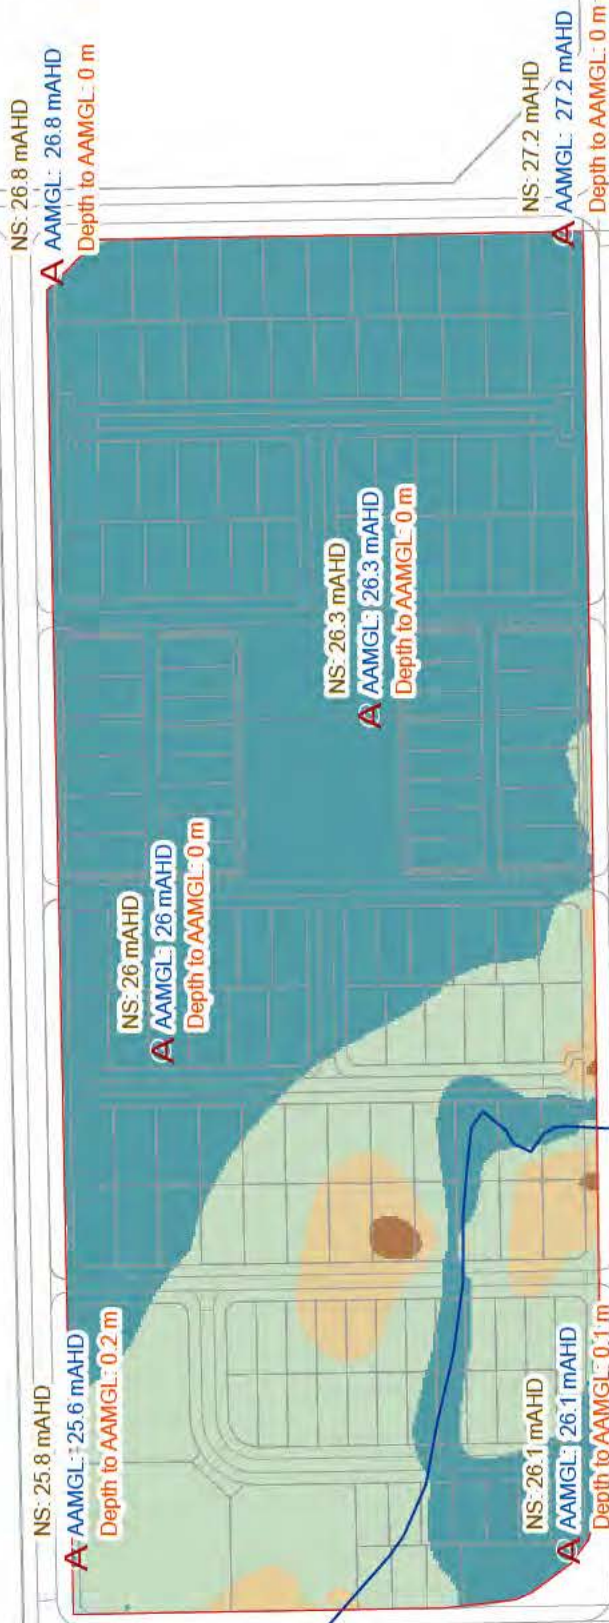 NS: 26.8 mAHD
AAMGL: 26.8 mAHD
Depth to AAMGL: 0 m
NS: 27.2 mAHD
AAMGL: 27.2 mAHD
Depth to AAMGL: 0 m
NS: 26.3 mAHD
AAMGL: 26.3 mAHD
Depth to AAMGL: 0 m
NS: 26 mAHD
AAMGL: 26 mAHD
Depth to AAMGL: 0 m
NS: 25.8 mAHD
AAMGL: 25.6 mAHD
Depth to AAMGL: 0.2 m
NS: 26.1 mAHD
AAMGL: 26.1 mAHD
Depth to AAMGL: 0.1 m